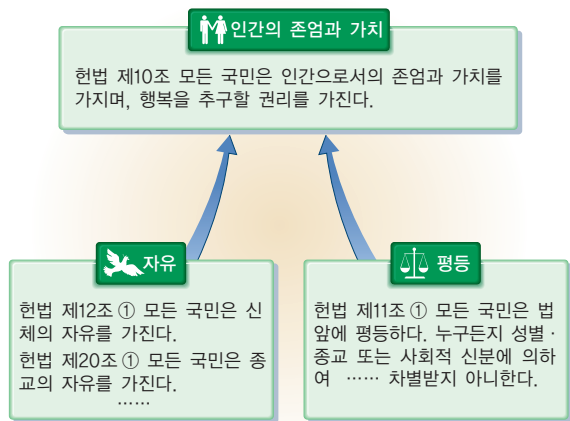 인간의 존엄과 가치
헌법 제10조 모든 국민은 인간으로서의 존엄과 가치를
가지며, 행복을 추구할 권리를 가진다.
자유
헌법 제12조 ① 모든 국민은 신
체의 자유를 가진다.
헌법 제20조 ① 모든 국민은 종
교의 자유를 가진다.
……
평등
헌법 제11조 ① 모든 국민은 법
앞에 평등하다. 누구든지 성별·
종교 또는 사회적 신분에 의하
여 …… 차별받지 아니한다.